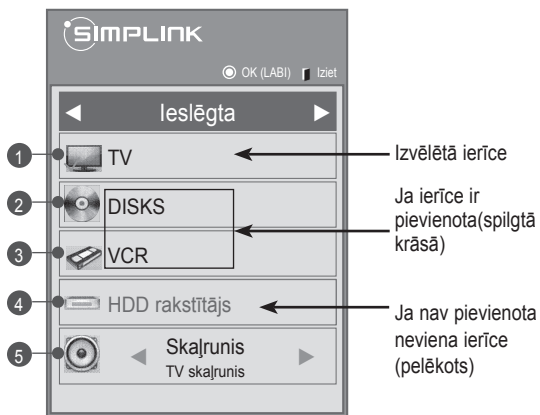 SIMPLINK
OK (LABI) Iziet
Ieslēgta
1 TV
Izvēlētā ierīce
2 DISKS
3 VCR
Ja ierīce ir
pievienota(spilgtā
krāsā)
4 HDD rakstītājs
Ja nav pievienota
neviena ierīce
(pelēkots)
5 Skaļrunis
TV skaļrunis